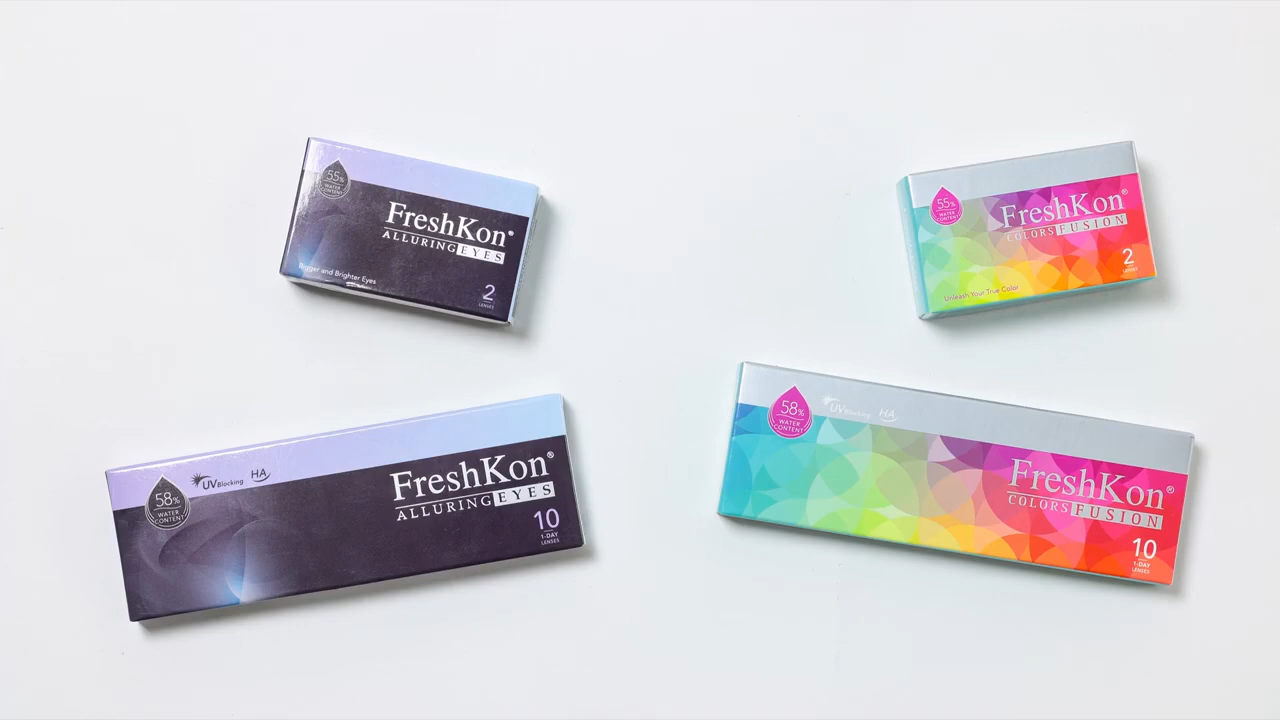 55%
WATER
CONTENT
FreshKon®
ALLURING EYES
Bigger and Brighter Eyes
2
LENSES
55%
WATER
CONTENT
FreshKon®
COLORS FUSION
Unleash Your True Color
2
LENSES
58%
WATER
CONTENT
UV Blocking
HA
FreshKon®
ALLURING EYES
10
1-DAY
LENSES
58%
WATER
CONTENT
UV Blocking
HA
FreshKon®
COLORS FUSION
10
1-DAY
LENSES